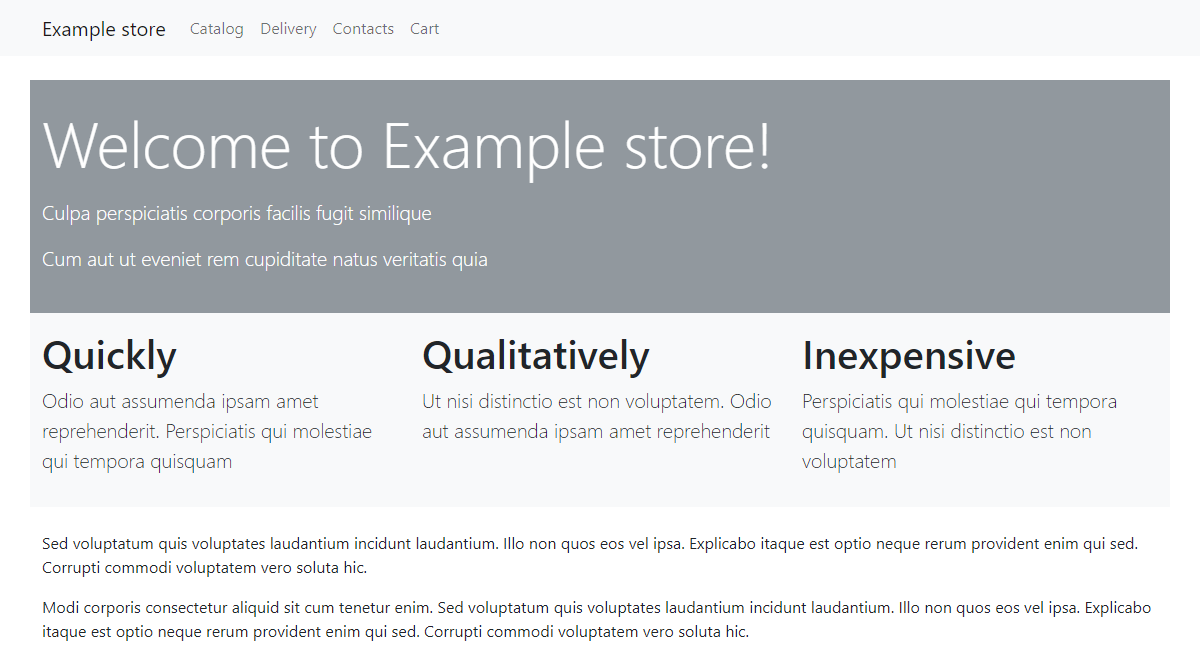 Example store Catalog Delivery Contacts Cart
Welcome to Example store!
Culpa perspiciatis corporis facilis fugit similique
Cum aut ut eveniet rem cupiditate natus veritatis quia
Quickly
Odio aut assumenda ipsam amet
reprehenderit. Perspiciatis qui molestiae
qui tempora quisquam
Qualitatively
Ut nisi distinctio est non voluptatem. Odio
aut assumenda ipsam amet reprehenderit
Inexpensive
Perspiciatis qui molestiae qui tempora
quisquam. Ut nisi distinctio est non
voluptatem
Sed voluptatum quis voluptates laudantium incidunt laudantium. Illo non quos eos vel ipsa. Explicabo itaque est optio neque rerum provident enim qui sed.
Corrupti commodi voluptatem vero soluta hic.
Modi corporis consectetur aliquid sit cum tenetur enim. Sed voluptatum quis voluptates laudantium incidunt laudantium. Illo non quos eos vel ipsa. Explicabo
itaque est optio neque rerum provident enim qui sed. Corrupti commodi voluptatem vero soluta hic.